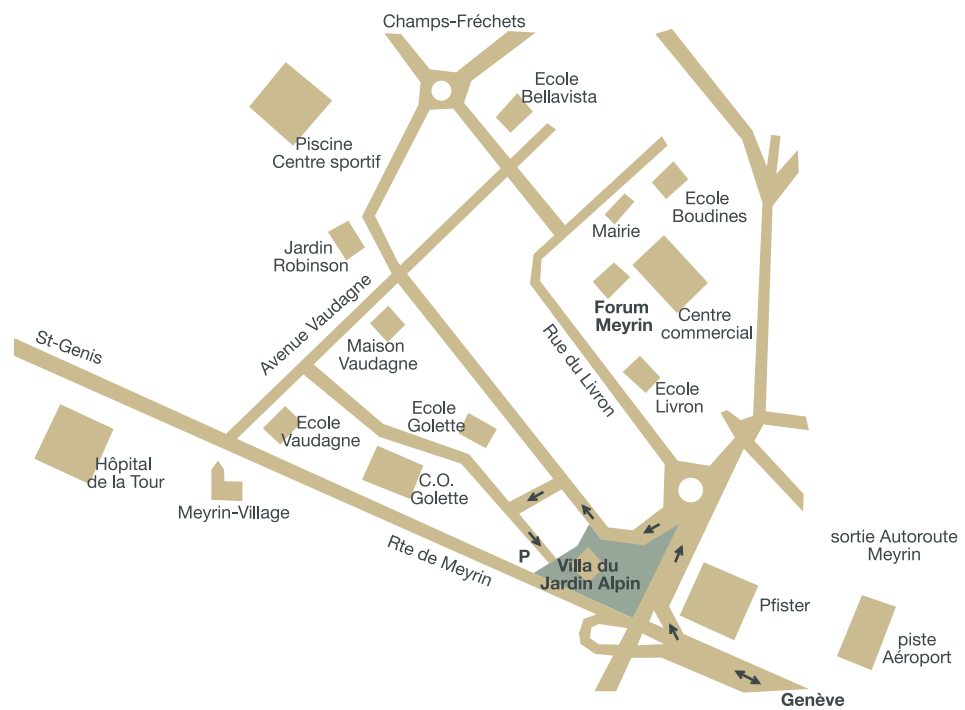 Champs-Fréchets
Ecole
Bellavista
Piscine
Centre sportif
Ecole
Boudines
Mairie
Jardin
Robinson
Forum
Meyrin
Centre
commercial
Avenue Vaudagne
St-Genis
Maison
Vaudagne
Rue du Livron
Ecole
Livron
Ecole
Vaudagne
Ecole
Golette
Hôpital
de la Tour
C.O.
Golette
Meyrin-Village
Rte de Meyrin
P
Villa du
Jardin Alpin
sortie Autoroute
Meyrin
Pfister
piste
Aéroport
Genève